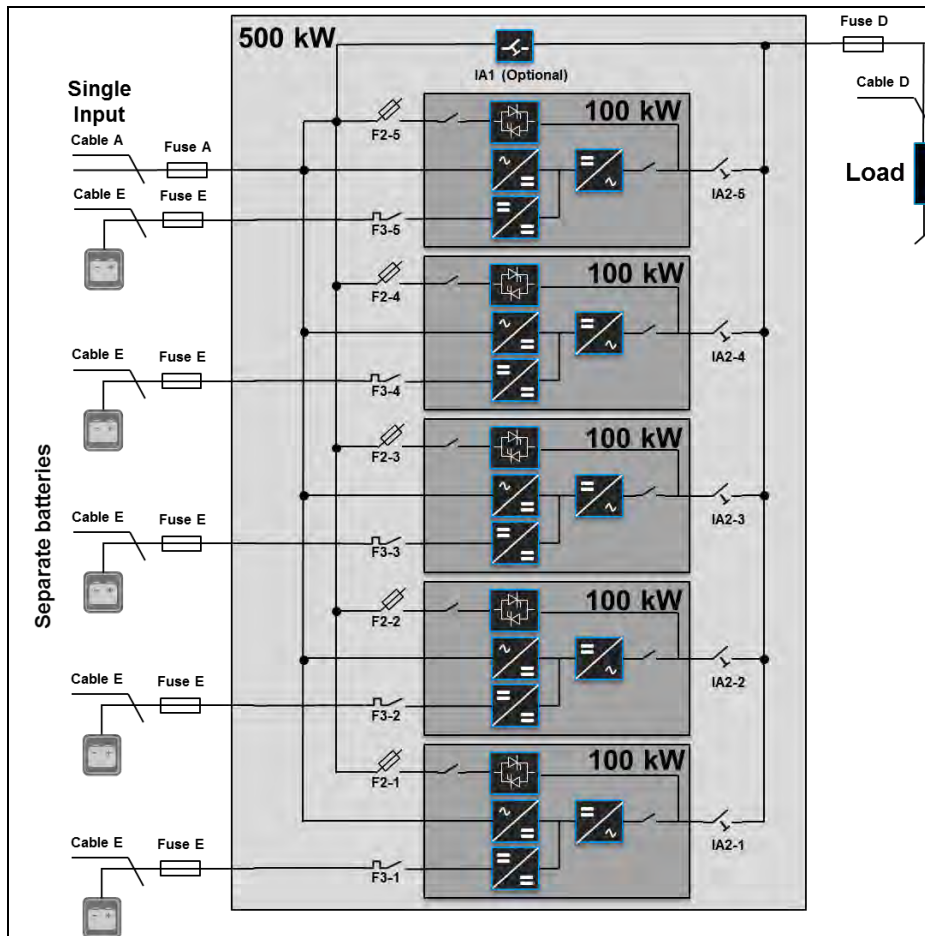 500 kW
Fuse D
IA1 (Optional)
Cable D
Single
Input
100 kW
F2-5
Cable A
Fuse A
Load
IA2-5
Cable E
Fuse E
F3-5
100 kW
F2-4
IA2-4
Cable E
Fuse E
F3-4
100 kW
F2-3
IA2-3
Separate batteries
Cable E
Fuse E
F3-3
100 kW
F2-2
IA2-2
Cable E
Fuse E
F3-2
100 kW
F2-1
IA2-1
Cable E
Fuse E
F3-1